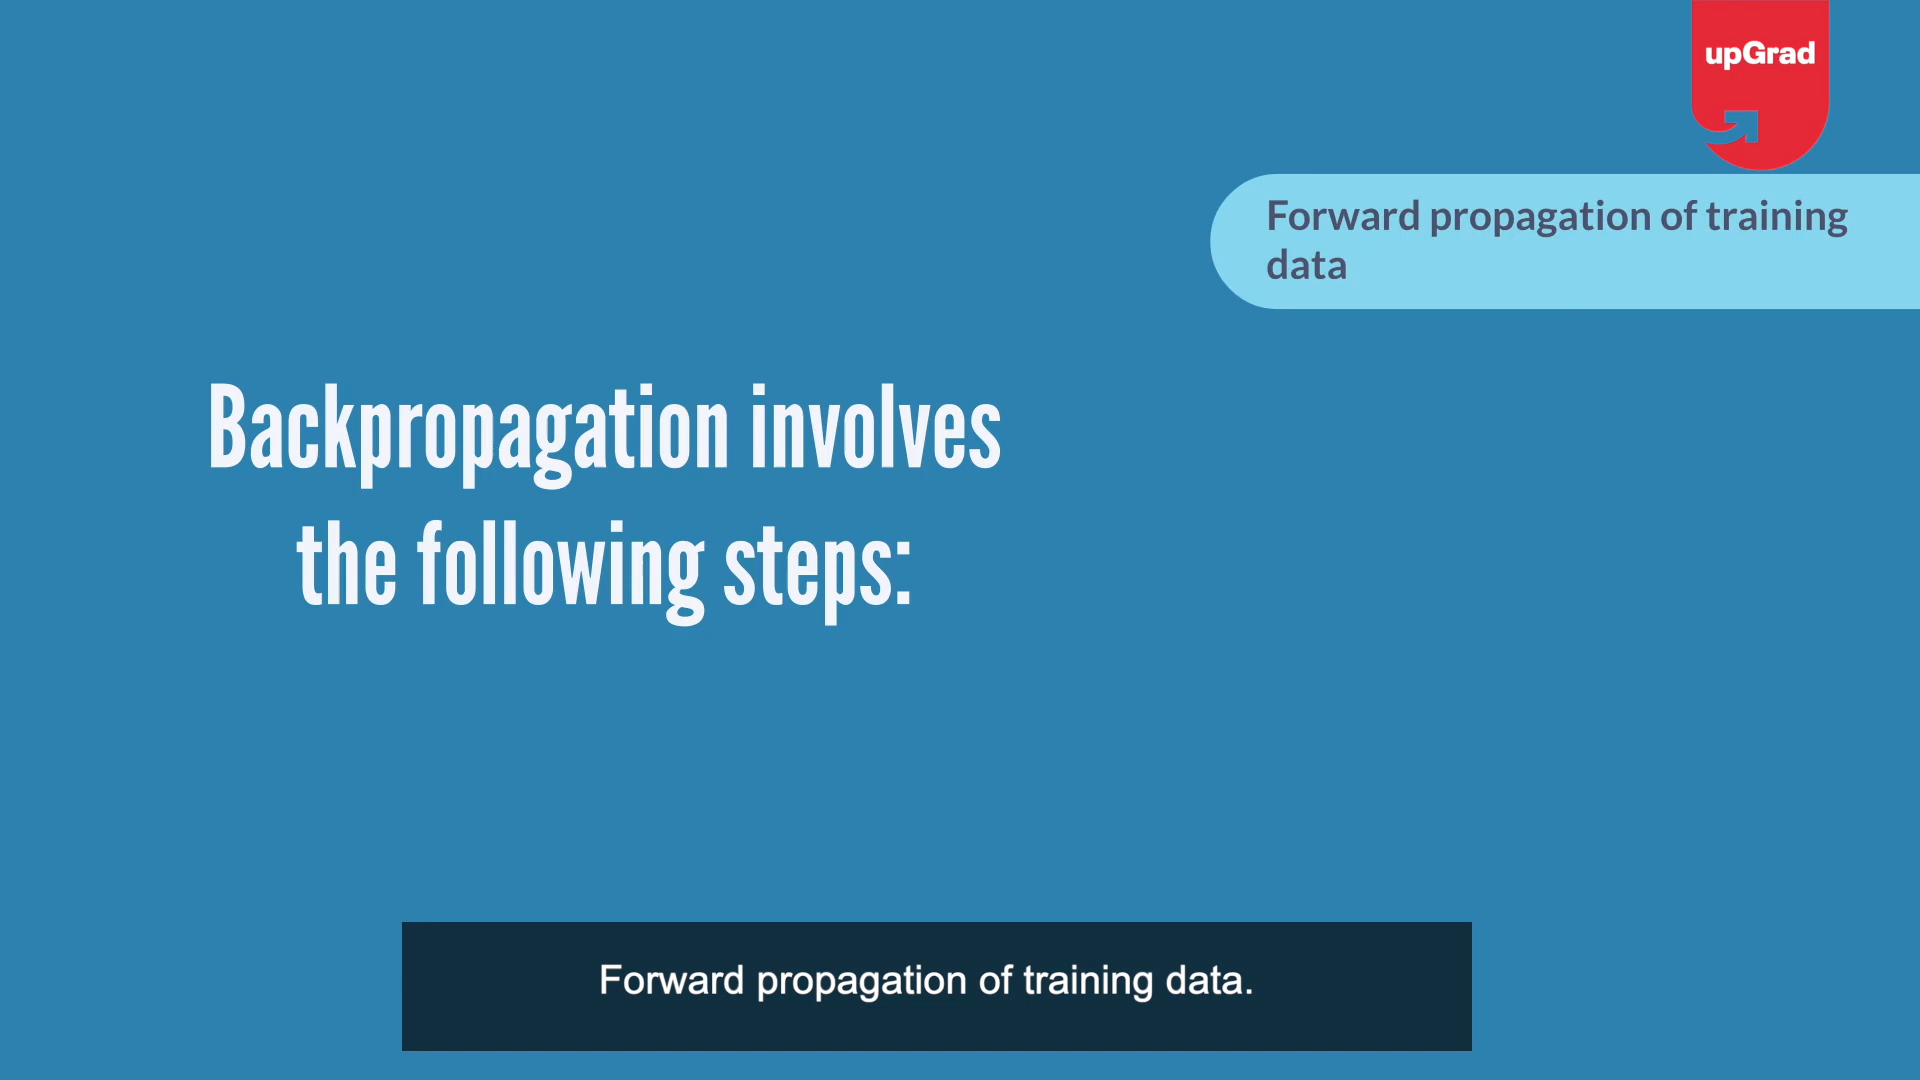 upGrad
Forward propagation of training
data
Backpropagation involves
the following steps:
Forward propagation of training data.